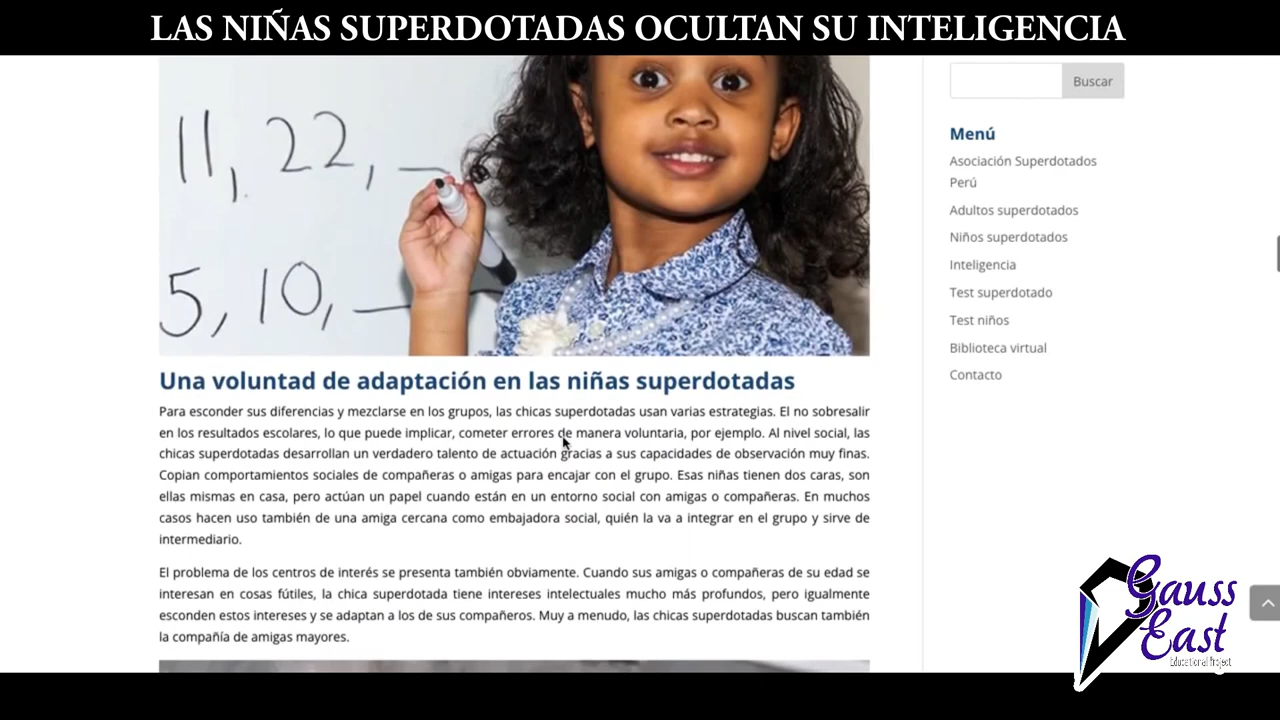 LAS NIÑAS SUPERDOTADAS OCULTAN SU INTELIGENCIA
11, 22, __
5, 10, __
Buscar
Menú
Asociación Superdotados
Perú
Adultos superdotados
Niños superdotados
Inteligencia
Test superdotado
Test niños
Biblioteca virtual
Contacto
Una voluntad de adaptación en las niñas superdotadas
Para esconder sus diferencias y mezclarse en los grupos, las chicas superdotadas usan varias estrategias. El no sobresalir
en los resultados escolares, lo que puede implicar, cometer errores de manera voluntaria, por ejemplo. Al nivel social, las
chicas superdotadas desarrollan un verdadero talento de actuación gracias a sus capacidades de observación muy finas.
Copian comportamientos sociales de compañeras o amigas para encajar con el grupo. Esas niñas tienen dos caras, son
ellas mismas en casa, pero actúan un papel cuando están en un entorno social con amigas o compañeras. En muchos
casos hacen uso también de una amiga cercana como embajadora social, quién la va a integrar en el grupo y sirve de
intermediario.
El problema de los centros de interés se presenta también obviamente. Cuando sus amigas o compañeras de su edad se
interesan en cosas fútiles, la chica superdotada tiene intereses intelectuales mucho más profundos, pero igualmente
esconden estos intereses y se adaptan a los de sus compañeros. Muy a menudo, las chicas superdotadas buscan también
la compañía de amigas mayores.
Gauss
East
Educational Project